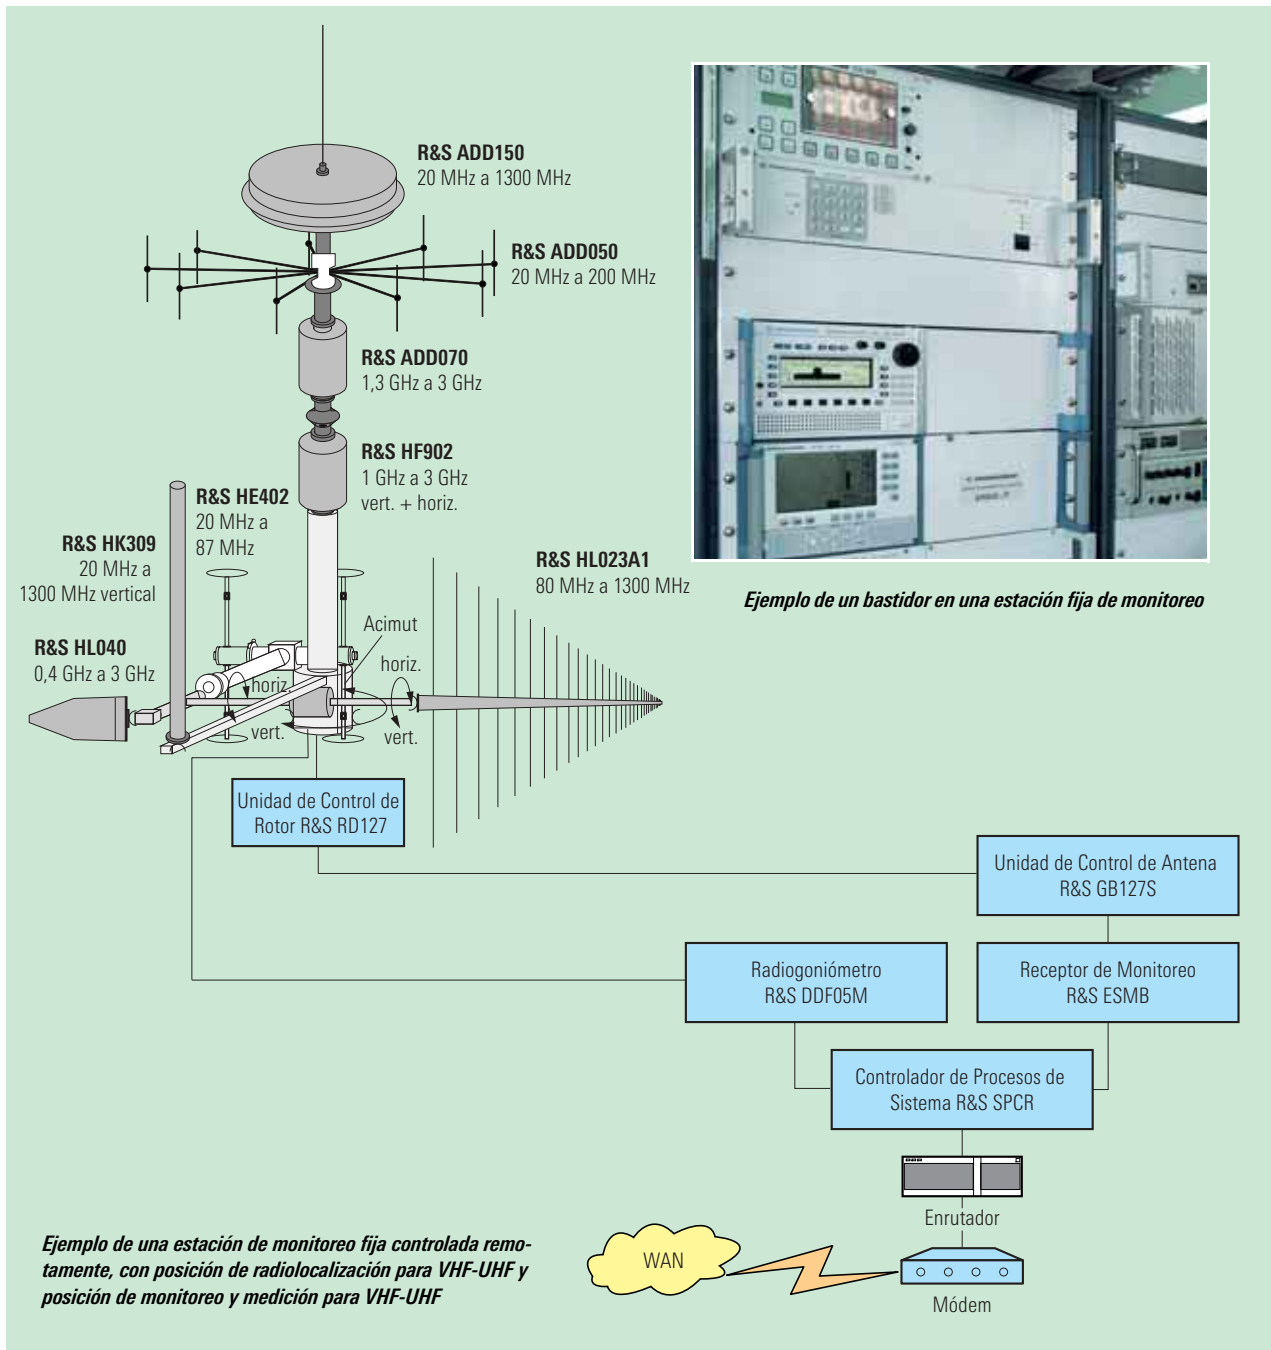 R&S ADD150
20 MHz a 1300 MHz
R&S ADD050
20 MHz a 200 MHz
R&S ADD070
1,3 GHz a 3 GHz
R&S HF902
1 GHz a 3 GHz
vert. + horiz.
R&S HE402
20 MHz a
87 MHz
R&S HK309
20 MHz a
1300 MHz vertical
R&S HL040
0,4 GHz a 3 GHz
R&S HL023A1
80 MHz a 1300 MHz
Acimut
horiz.
horiz.
vert.
vert.
Ejemplo de un bastidor en una estación fija de monitoreo
Unidad de Control de
Rotor R&S RD127
Unidad de Control de Antena
R&S GB127S
Radiogoniómetro
R&S DDF05M
Receptor de Monitoreo
R&S ESMB
Controlador de Procesos de
Sistema R&S SPCR
Enrutador
WAN
Módem
Ejemplo de una estación de monitoreo fija controlada remo-
tamente, con posición de radiolocalización para VHF-UHF y
posición de monitoreo y medición para VHF-UHF